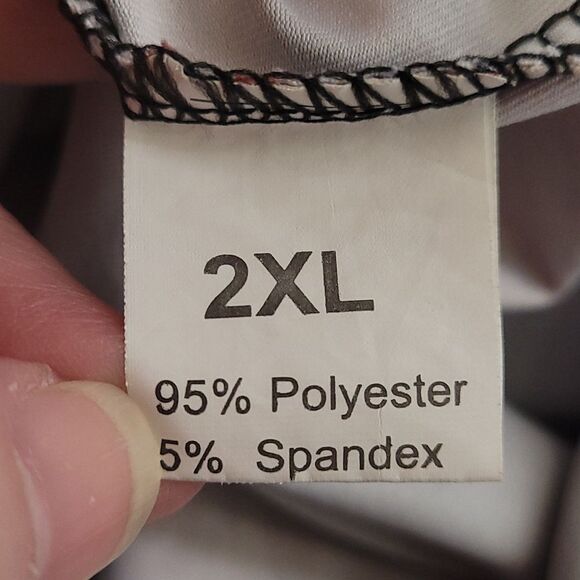 2XL
95% Polyester
5% Spandex